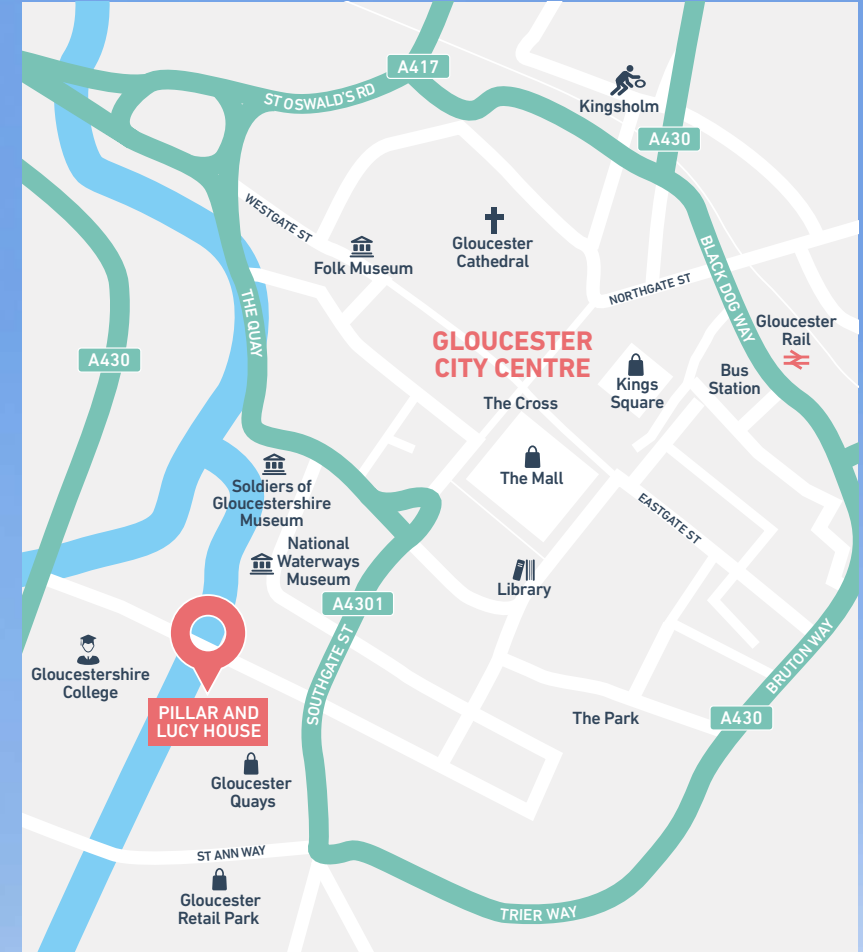 A417
ST OSWALD'S RD
Kingsholm
A430
WESTGATE ST
Gloucester
Cathedral
Folk Museum
BLACK DOG WAY
NORTHGATE ST
THE QUAY
GLOUCESTER
CITY CENTRE
Gloucester
Rail
A430
Kings
Square
Bus
Station
The Cross
The Mall
Soldiers of
Gloucestershire
Museum
EASTGATE ST
National
Waterways
Museum
Library
A4301
Gloucestershire
College
SOUTHGATE ST
BRUTON WAY
PILLAR AND
LUCY HOUSE
The Park
A430
Gloucester
Quays
ST ANN WAY
Gloucester
Retail Park
TRIER WAY